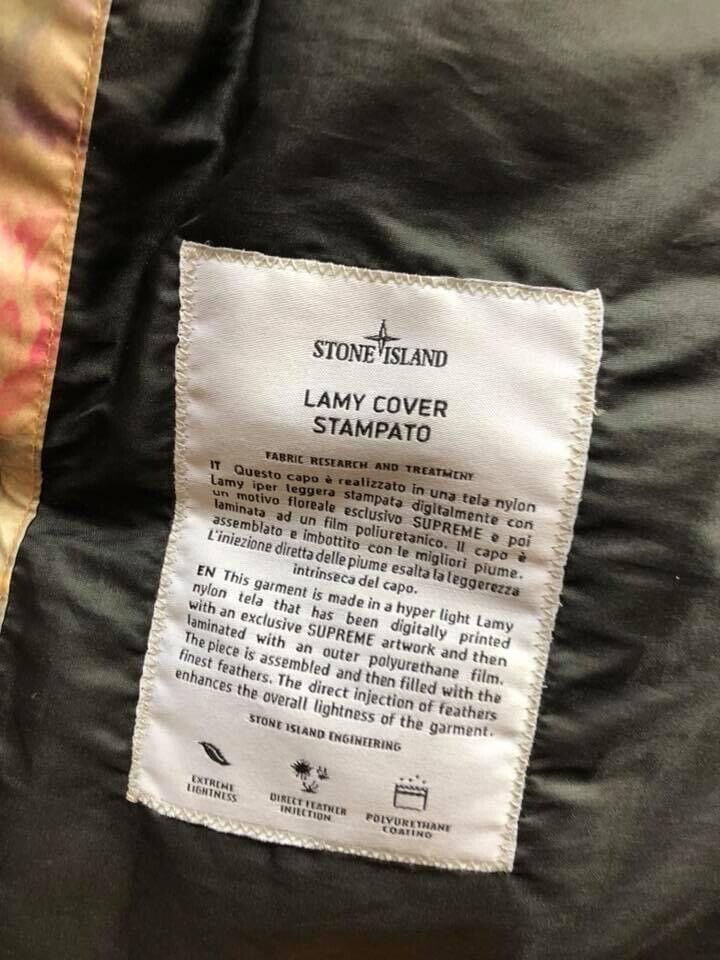 STONE ISLAND
LAMY COVER
STAMPATO
FABRIC RESEARCH AND TREATMENT
IT Questo capo è realizzato in una tela nylon
Lamy iper leggera stampata digitalmente con
un motivo floreale esclusivo SUPREME e poi
laminata ad un film poliuretanico. Il capo è
assemblato e imbottito con le migliori piume.
L'iniezione diretta delle piume esalta la leggerezza
intrinseca del capo.
EN This garment is made in a hyper light Lamy
nylon tela that has been digitally printed
with an exclusive SUPREME artwork and then
laminated with an outer polyurethane film.
The piece is assembled and then filled with the
finest feathers. The direct injection of feathers
enhances the overall lightness of the garment.
STONE ISLAND ENGINEERING
EXTREME
LIGHTNESS
DIRECT FEATHER
INJECTION
POLYURETHANE
COATING